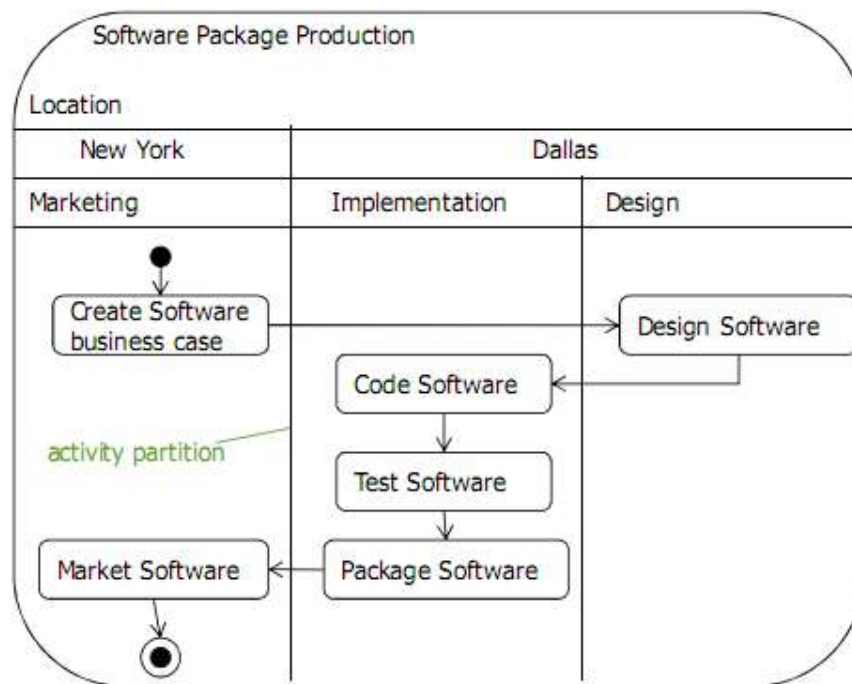 Software Package Production
Location
New York
Dallas
Marketing
Implementation
Design
Create Software
business case
Design Software
Code Software
activity partition
Test Software
Market Software
Package Software